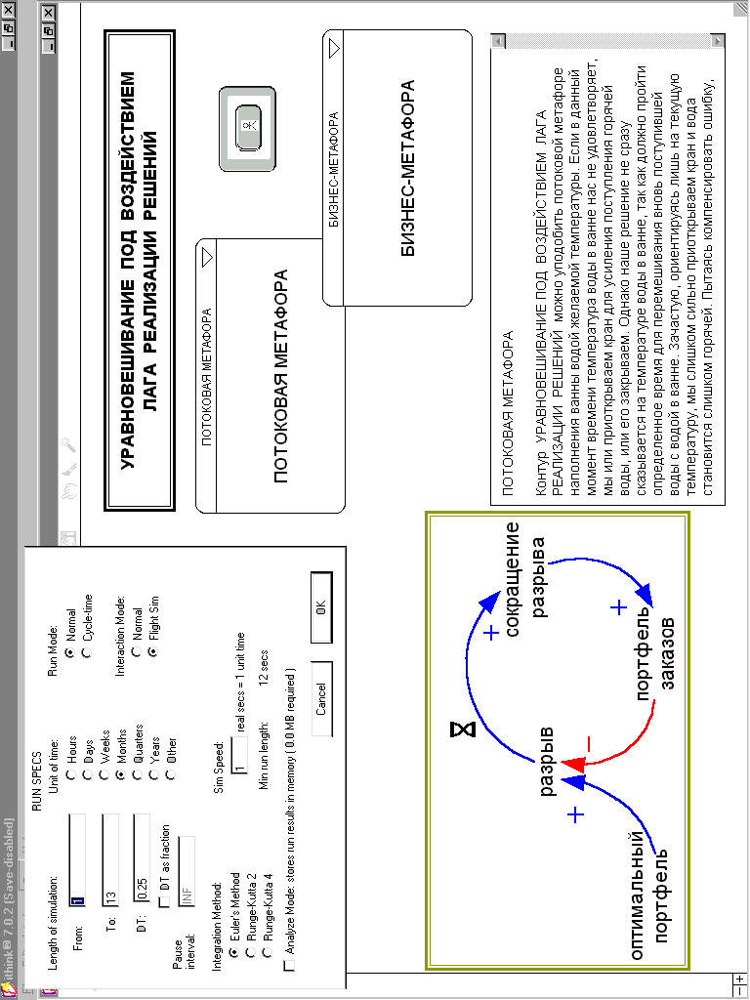 ithink® 7.0.2 (Save-disabled)
RUN SPECS
Length of simulation:
From: 1
To: 13
DT: 0.25
DT as fraction
Pause
interval: INF
Unit of time:
Hours
Days
Weeks
Months
Quarters
Years
Other
Run Mode:
Normal
Cycle-time
Interaction Mode:
Normal
Flight Sim
Integration Method:
Euler's Method
Runge-Kutta 2
Runge-Kutta 4
Sim Speed:
1 real secs = 1 unit time
Min run length: 12 secs
Analyze Mode: stores run results in memory ( 0.0 MB required )
Cancel
OK
УРАВНОВЕШИВАНИЕ ПОД ВОЗДЕЙСТВИЕМ
ЛАГА РЕАЛИЗАЦИИ РЕШЕНИЙ
ПОТОКОВАЯ МЕТАФОРА
ПОТОКОВАЯ МЕТАФОРА
БИЗНЕС-МЕТАФОРА
БИЗНЕС-МЕТАФОРА
разрыв
сокращение
разрыва
портфель
заказов
оптимальный
портфель
+
+
+
−
ПОТОКОВАЯ МЕТАФОРА
Контур УРАВНОВЕШИВАНИЕ ПОД ВОЗДЕЙСТВИЕМ ЛАГА
РЕАЛИЗАЦИИ РЕШЕНИЙ можно уподобить потоковой метафоре
наполнения ванны водой желаемой температуры. Если в данный
момент времени температура воды в ванне нас не удовлетворяет,
мы или приоткрываем кран для усиления поступления горячей
воды, или его закрываем. Однако наше решение не сразу
сказывается на температуре воды в ванне, так как должно пройти
определенное время для перемешивания вновь поступившей
воды с водой в ванне. Зачастую, ориентируясь лишь на текущую
температуру, мы слишком сильно приоткрываем кран и вода
становится слишком горячей. Пытаясь компенсировать ошибку,